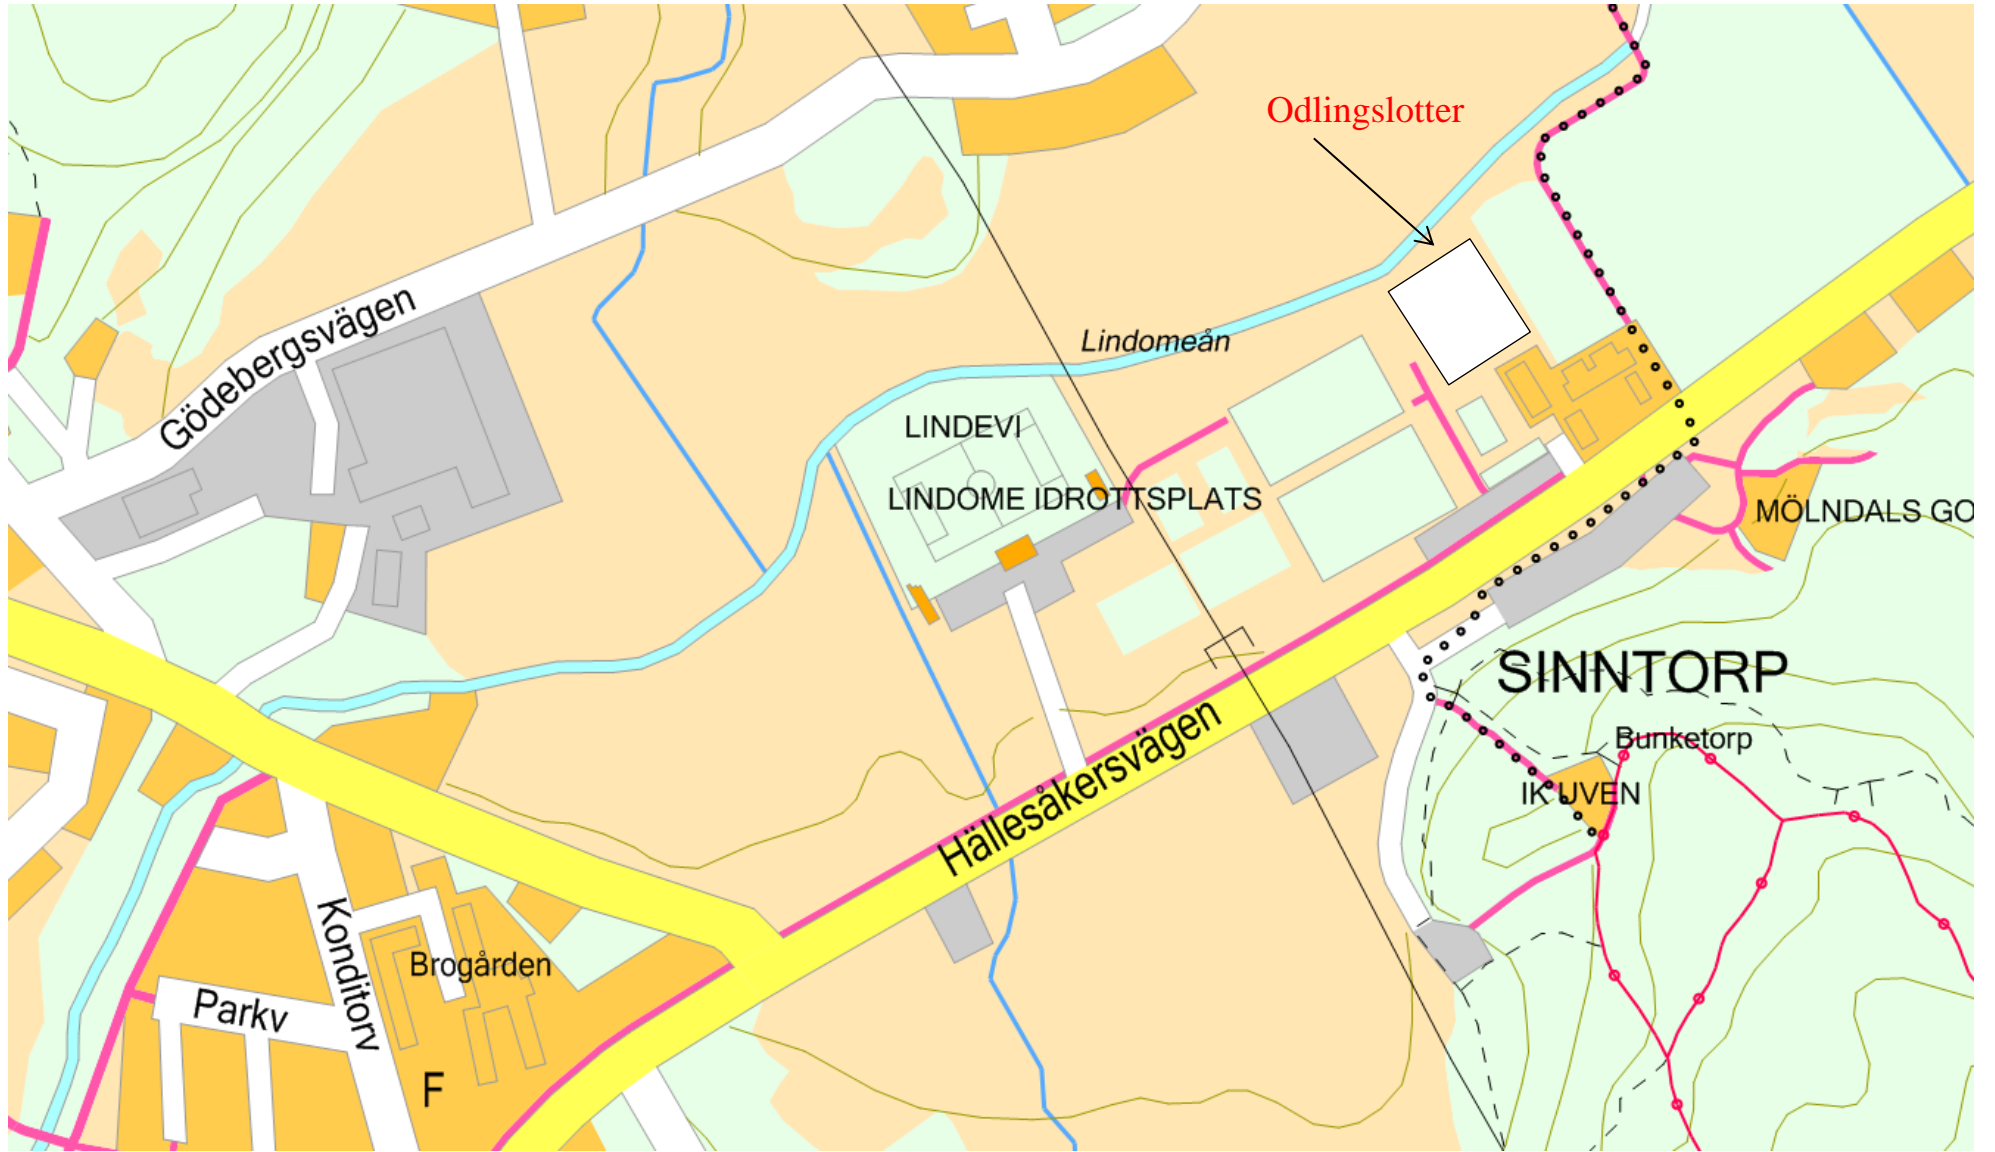 Odlingslotter
Gödebergsvägen
Lindomeån
LINDEVI
LINDOME IDROTTSPLATS
MÖLNDALS GO
SINNTORP
Bunketorp
IK UVEN
Hällesåkersvägen
Konditorv
Brogården
Parkv
F